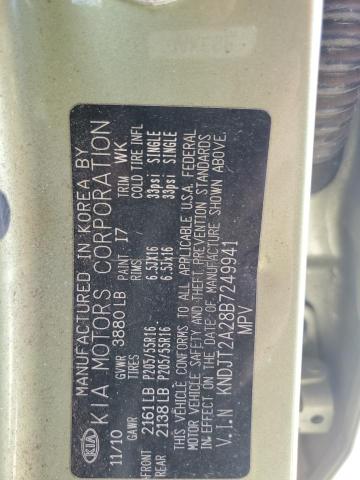 MANUFACTURED IN KOREA BY
KIA MOTORS CORPORATION
KIA
11/10 GVWR 3880 LB PAINT I7 TRIM WK
GAWR TIRES RIMS COLD TIRE INFL
FRONT 2161LB P205/55R16- 6.5JX16 33psi SINGLE
REAR 2138LB P205/55R16- 6.5JX16 33psi SINGLE
THIS VEHICLE CONFORMS TO ALL APPLICABLE U.S.A. FEDERAL
MOTOR VEHICLE SAFETY AND THEFT PREVENTION STANDARDS
IN EFFECT ON THE DATE OF MANUFACTURE SHOWN ABOVE.
V.I.N KNDJT2A28B7249941
MPV